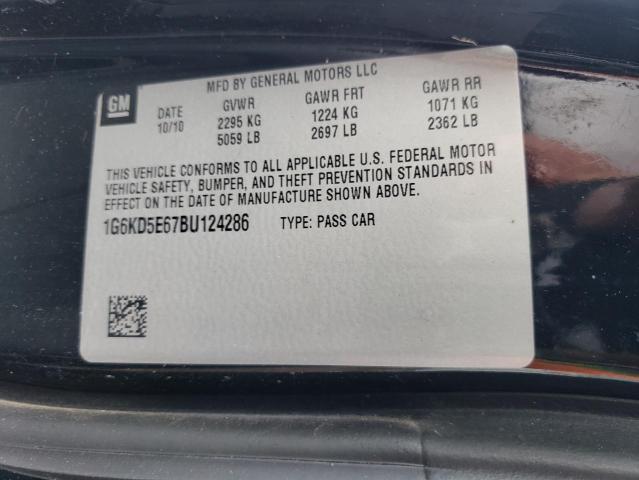 MFD BY GENERAL MOTORS LLC
GM
DATE GVWR GAWR FRT GAWR RR
10/10 2295 KG 1224 KG 1071 KG
5059 LB 2697 LB 2362 LB
THIS VEHICLE CONFORMS TO ALL APPLICABLE U.S. FEDERAL MOTOR
VEHICLE SAFETY, BUMPER, AND THEFT PREVENTION STANDARDS IN
EFFECT ON THE DATE OF MANUFACTURE SHOWN ABOVE.
1G6KD5E67BU124286 TYPE: PASS CAR